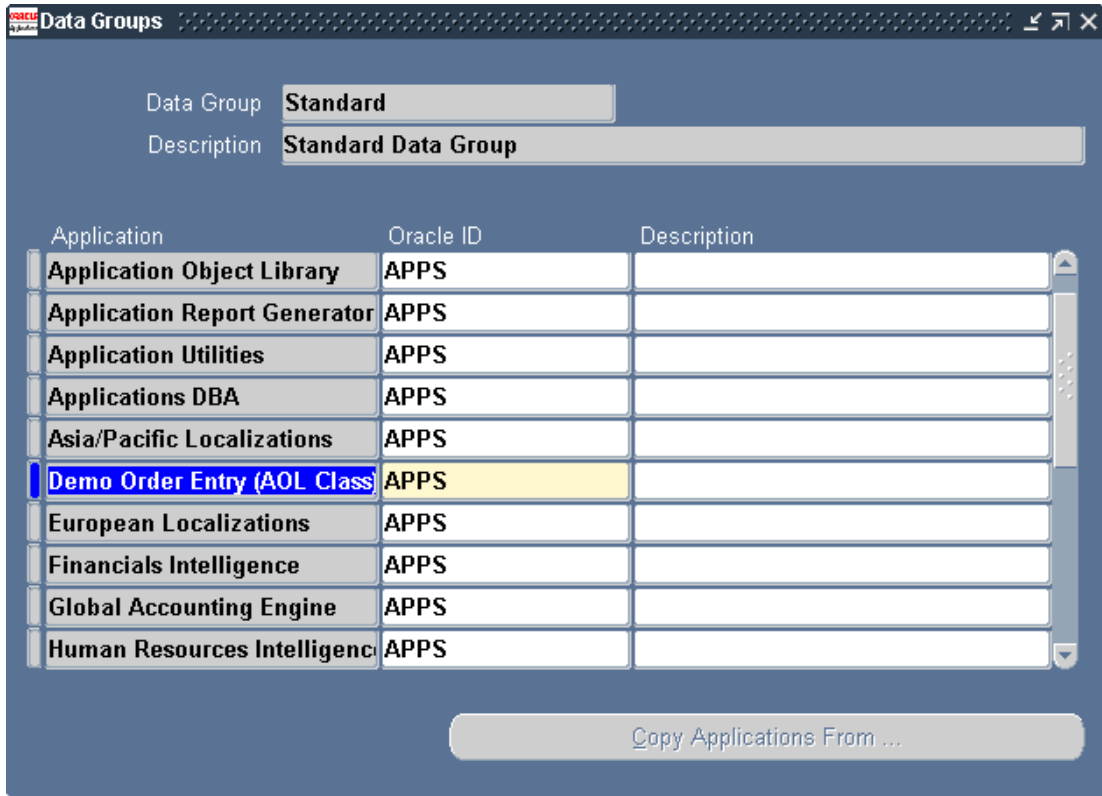 ORACLE Applications Data Groups
Data Group Standard
Description Standard Data Group
Application Oracle ID Description
Application Object Library APPS
Application Report Generator APPS
Application Utilities APPS
Applications DBA APPS
Asia/Pacific Localizations APPS
Demo Order Entry (AOL Class) APPS
European Localizations APPS
Financials Intelligence APPS
Global Accounting Engine APPS
Human Resources Intelligenc APPS
Copy Applications From ...